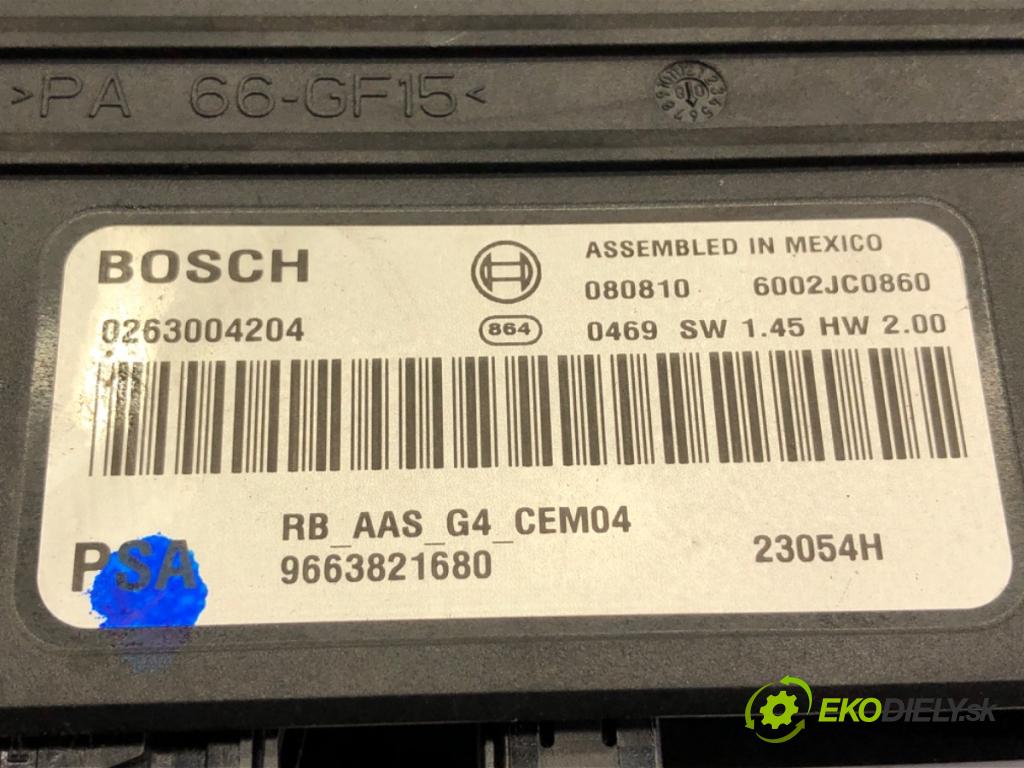 >PA 66-GF15<
BOSCH
ASSEMBLED IN MEXICO
080810 6002JC0860
0263004204
864
0469 SW 1.45 HW 2.00
RB_AAS_G4_CEM04
PSA
9663821680
23054H
EKODIELY.sk